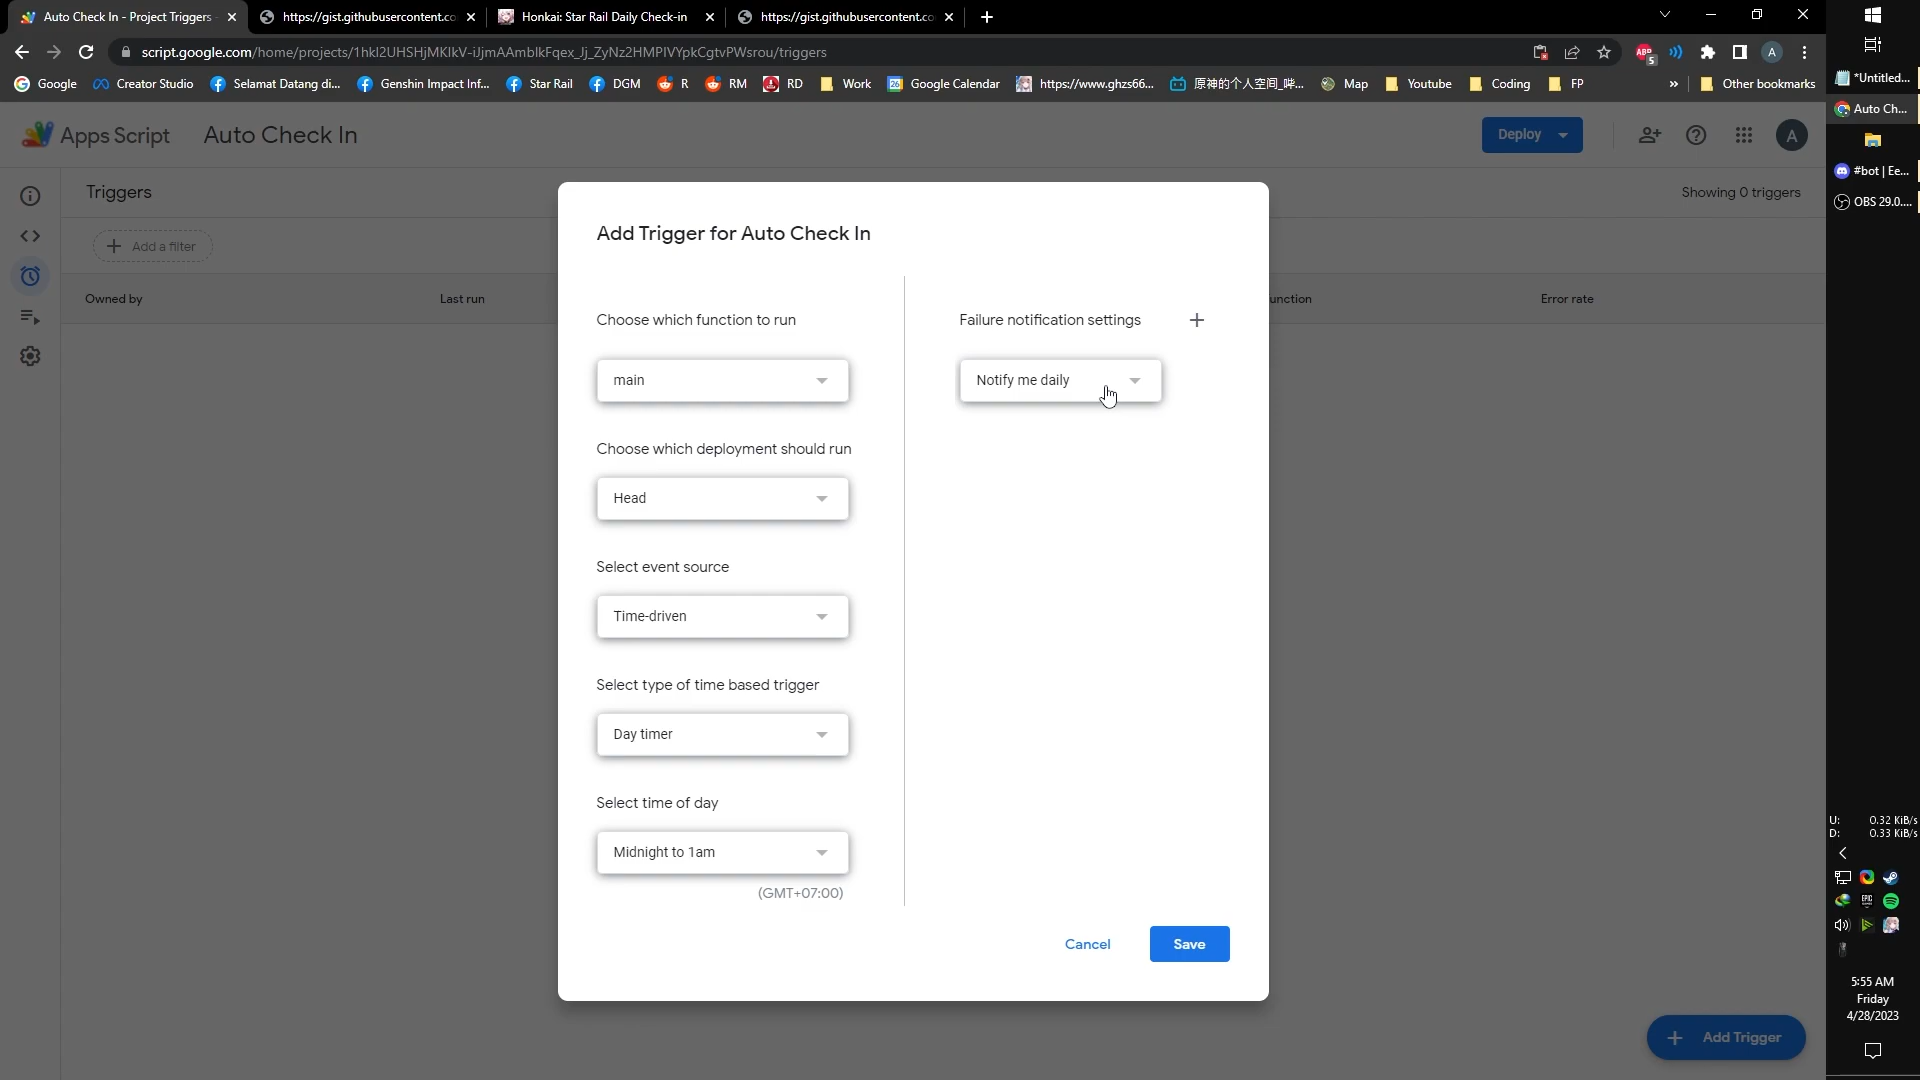 Auto Check In - Project Triggers
https://gist.githubusercontent.co
Honkai: Star Rail Daily Check-in
https://gist.githubusercontent.co
script.google.com/home/projects/1hkl2UHSHjMKIkV-iJjmAAmblkFqex_Jj_ZyNz2HMPIVYpkCgtvPWsrou/triggers
ABP
5
A
Google
Creator Studio
Selamat Datang di...
Genshin Impact Inf...
Star Rail
DGM
R
RM
RD
Work
26
Google Calendar
https://www.ghzs66...
原神的个人空间_哔...
Map
Youtube
Coding
FP
»
Other bookmarks
Apps Script
Auto Check In
Deploy
A
Triggers
Showing 0 triggers
Add a filter
Owned by
Last run
unction
Error rate
Add Trigger for Auto Check In
Choose which function to run
main
Choose which deployment should run
Head
Select event source
Time-driven
Select type of time based trigger
Day timer
Select time of day
Midnight to 1am
(GMT+07:00)
Failure notification settings
Notify me daily
Cancel
Save
Add Trigger
*Untitled...
Auto Ch...
#bot | Ee...
OBS 29.0....
U: 0.32 KiB/s
D: 0.33 KiB/s
EPIC
5:55 AM
Friday
4/28/2023